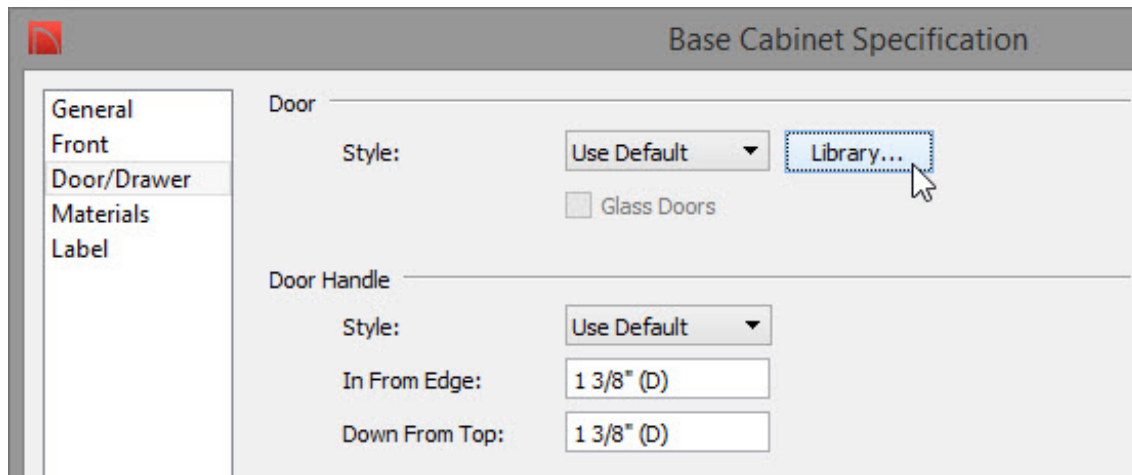 Base Cabinet Specification
General
Front
Door/Drawer
Materials
Label
Door
Style: Use Default Library...
Glass Doors
Door Handle
Style: Use Default
In From Edge: 1 3/8" (D)
Down From Top: 1 3/8" (D)